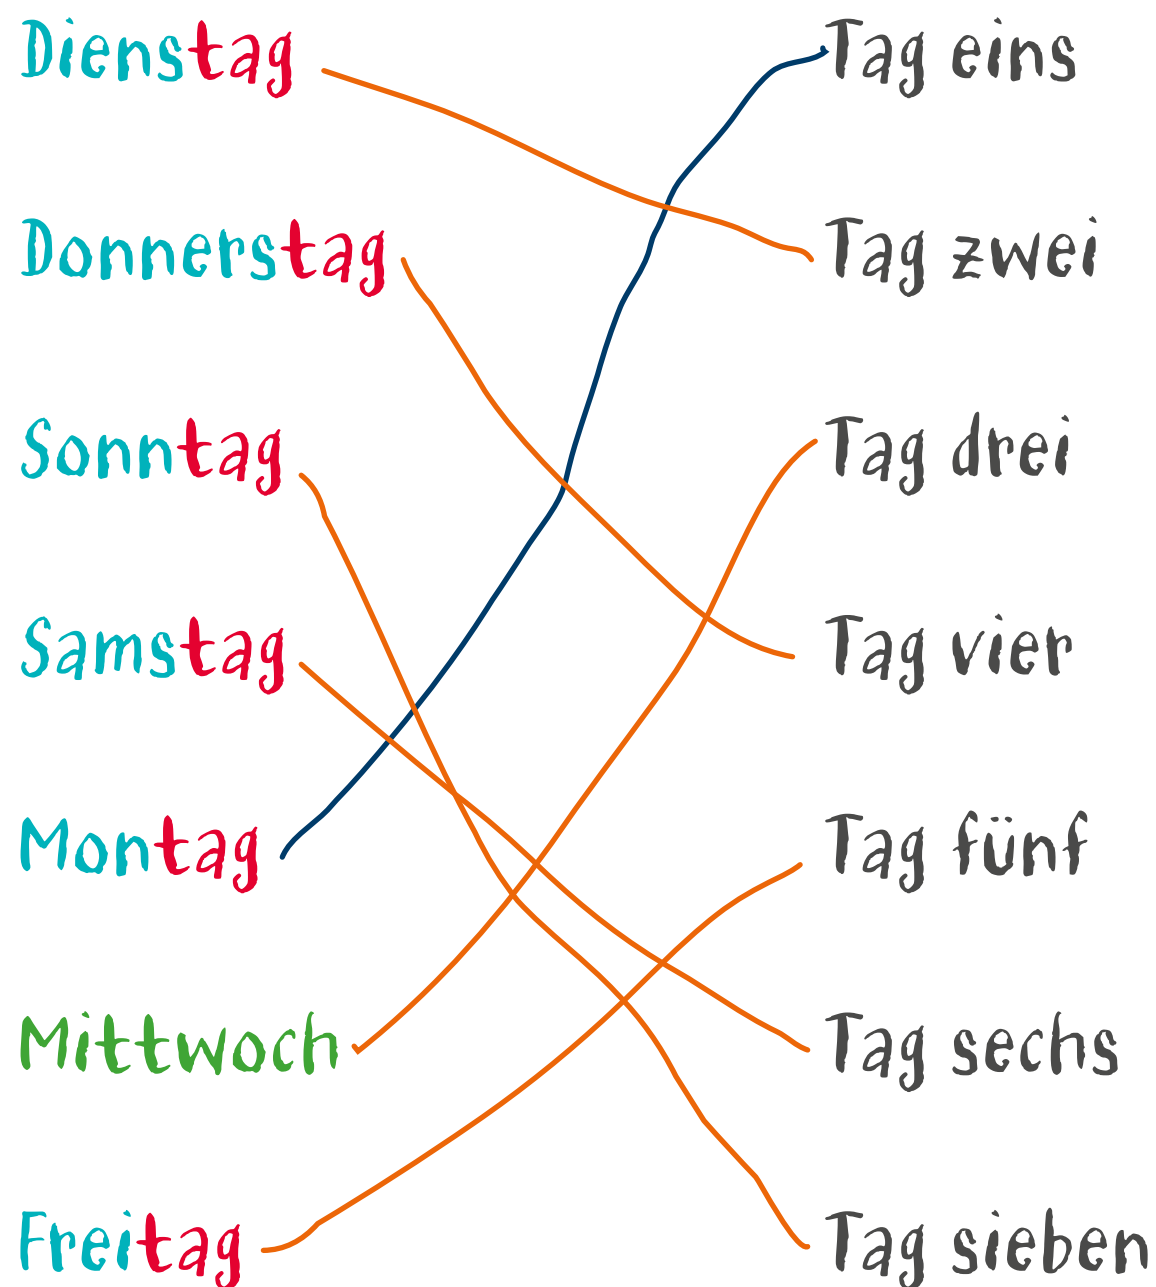 Dienstag Tag eins
Donnerstag Tag zwei
Sonntag Tag drei
Samstag Tag vier
Montag Tag fünf
Mittwoch Tag sechs
Freitag Tag sieben